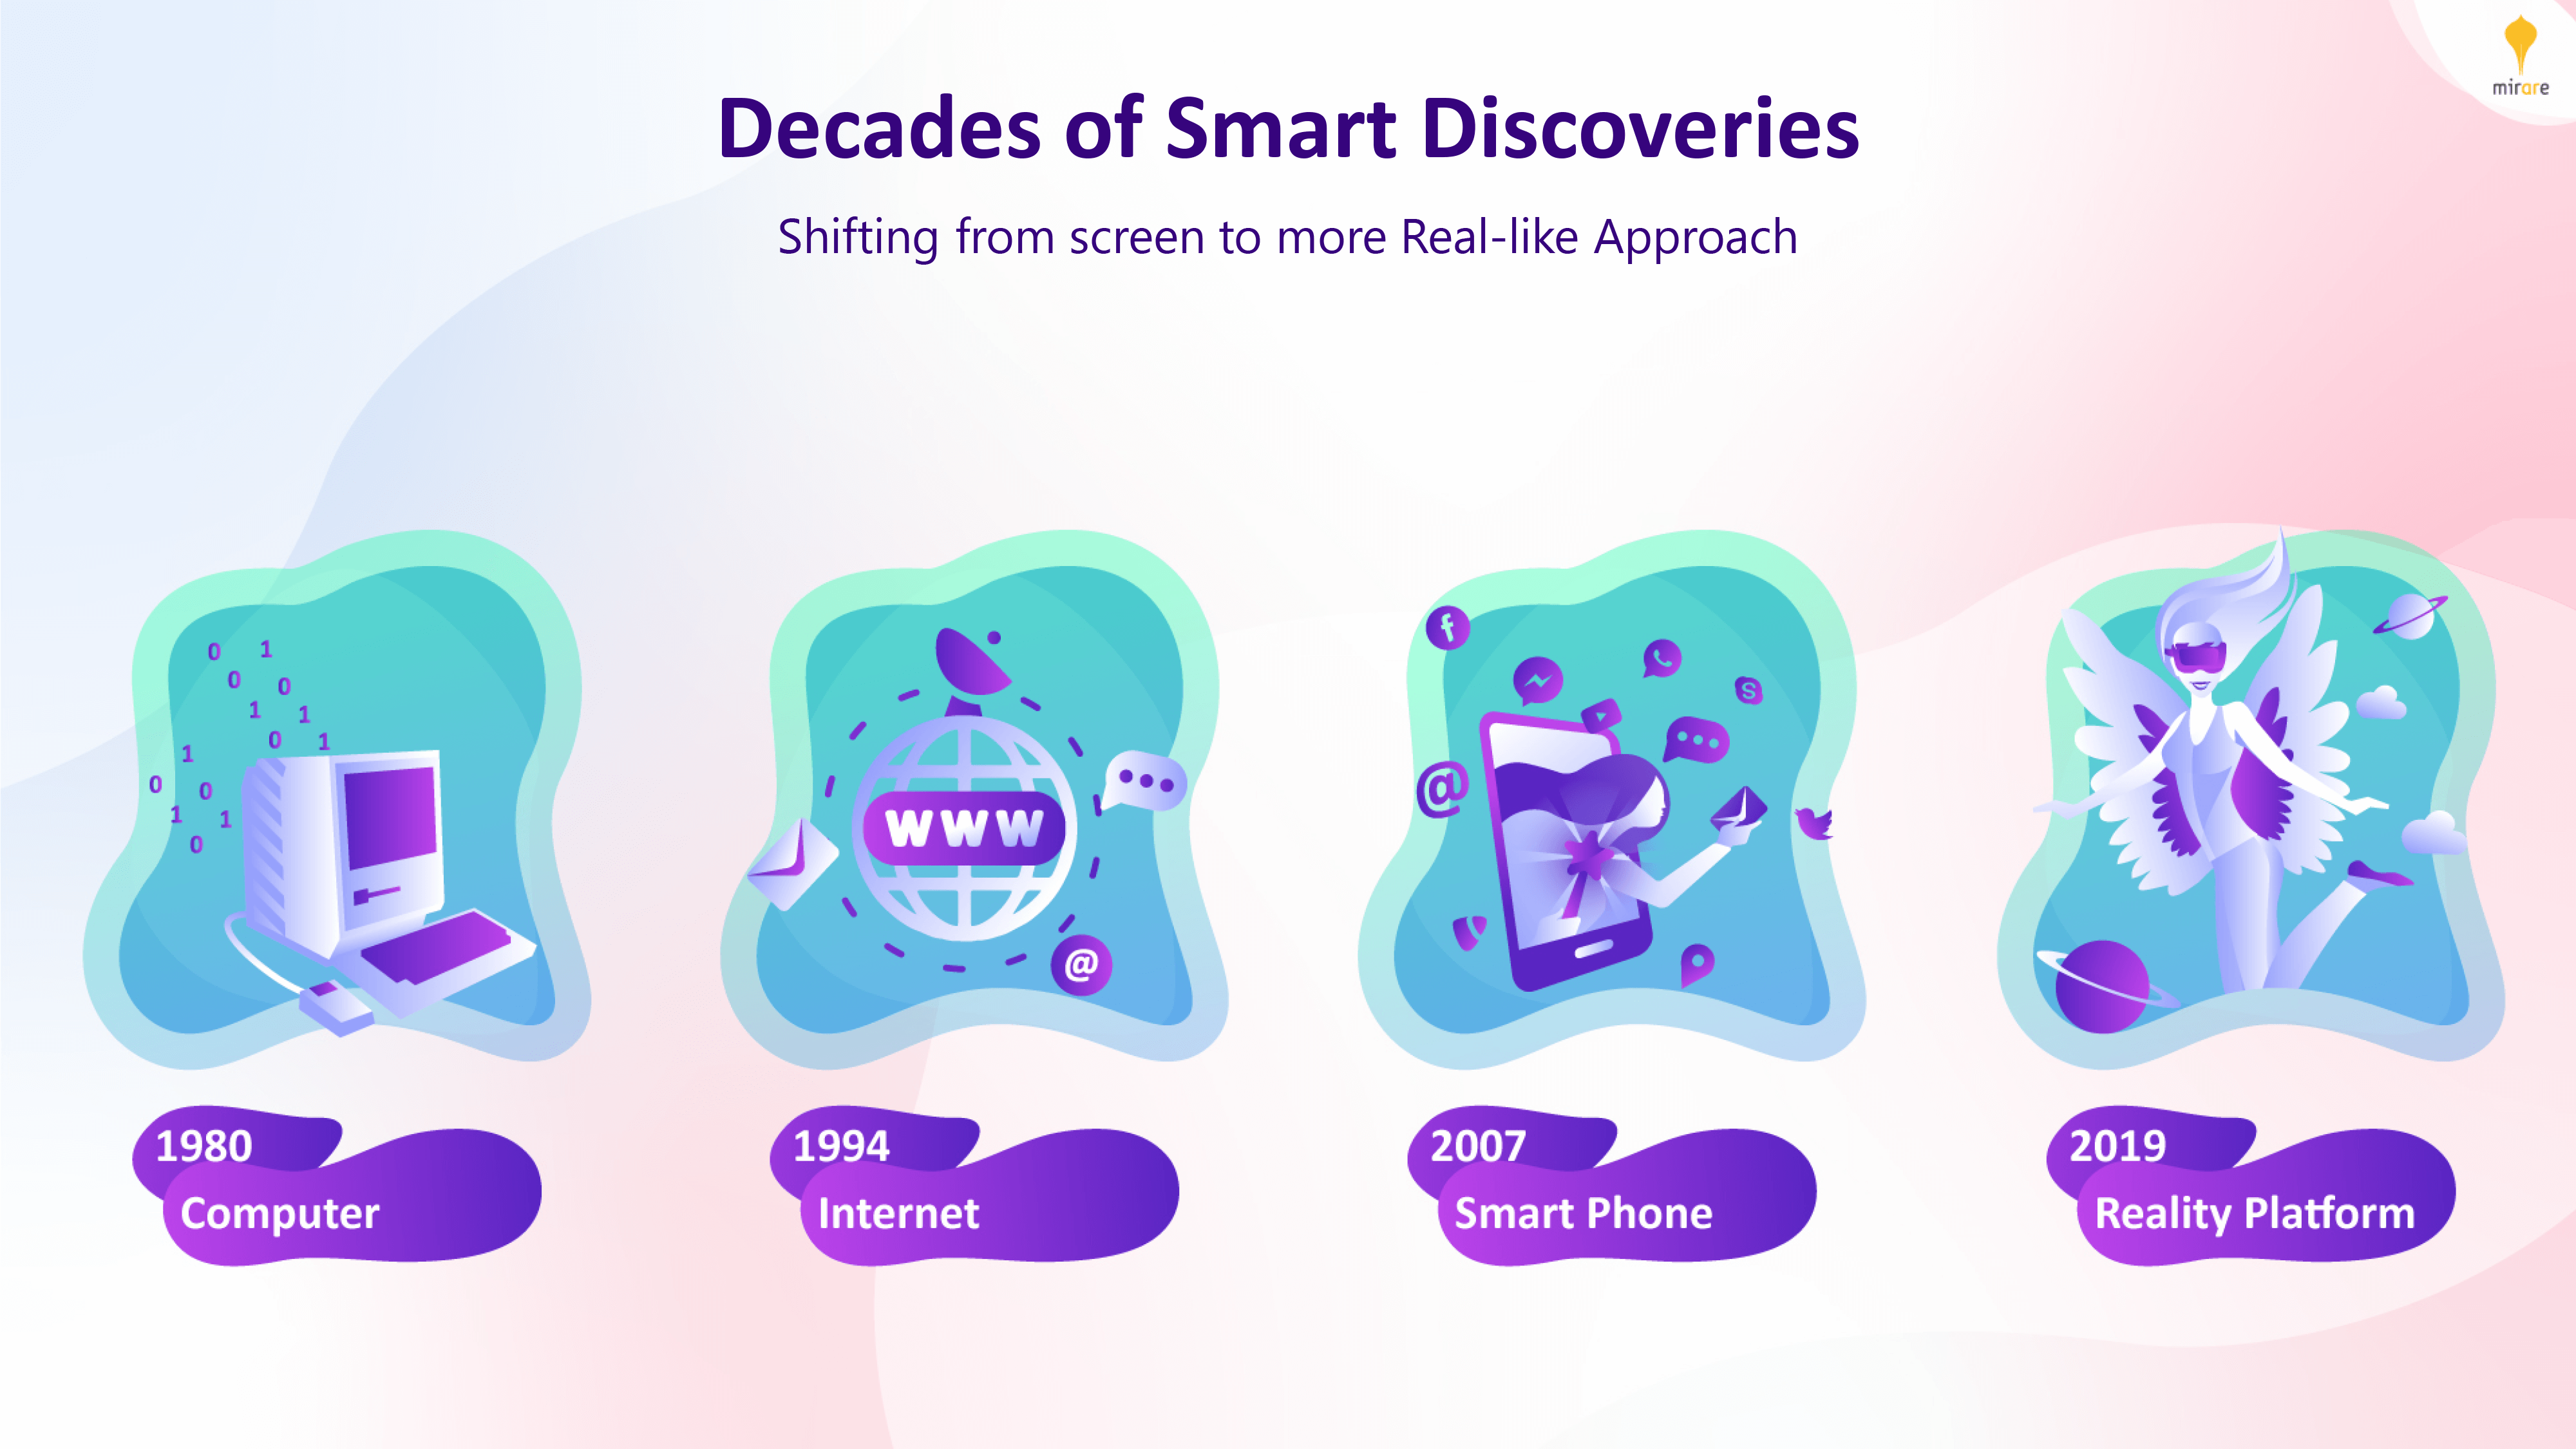 mirare
Decades of Smart Discoveries
Shifting from screen to more Real-like Approach
0 1
0 0
1 1
0 1
1
0 0
1 1
0
WWW
@
f
S
@
1980
Computer
1994
Internet
2007
Smart Phone
2019
Reality Platform